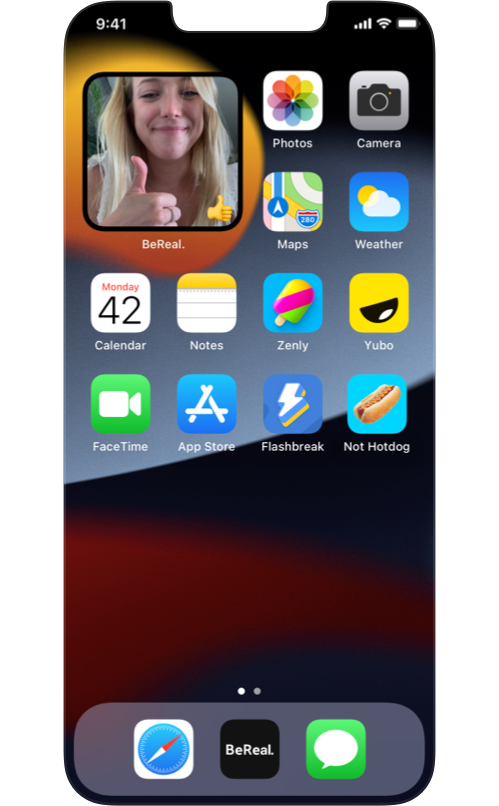 9:41
Photos
Camera
BeReal.
280
Maps
Weather
Monday
42
Calendar
Notes
Zenly
Yubo
FaceTime
App Store
Flashbreak
Not Hotdog
BeReal.